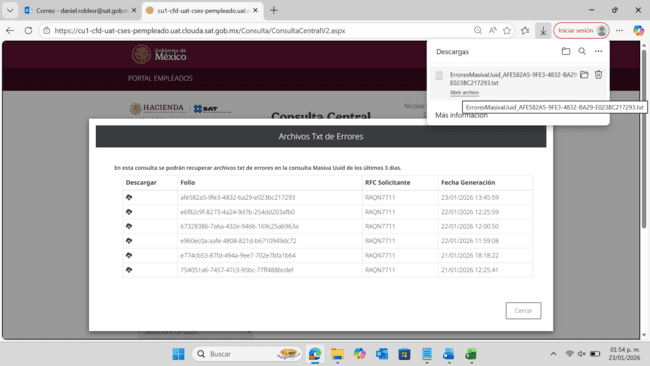 Correo - daniel.roblesr@sat.gob.m
cu1-cfd-uat-cses-pempleado.uat
https://cu1-cfd-uat-cses-pempleado.uat.clouda.sat.gob.mx/Consulta/ConsultaCentralV2.aspx
Iniciar sesión
Gobierno de
México
PORTAL EMPLEADOS
HACIENDA
SAT
Nicolas
Consulta Central
Descargas
ErroresMasivaUuid_AFE582A5-9FE3-4832-BA29-
E023BC217293.txt
Abrir archivo
ErroresMasivaUuid_AFE582A5-9FE3-4832-BA29-E023BC217293.txt
Más información
Archivos Txt de Errores
En esta consulta se podrán recuperar archivos txt de errores en la consulta Masiva Uuid de los últimos 3 dias.
Descargar Folio RFC Solicitante Fecha Generación
afe582a5-9fe3-4832-ba29-e023bc217293 RAQN7711 23/01/2026 13:45:59
e6f82c9f-8273-4a24-9d7b-254dd203afb0 RAQN7711 22/01/2026 12:25:59
67328386-7a6a-432e-946b-169c25ab963a RAQN7711 22/01/2026 12:00:50
e960ec0a-aafe-4808-821d-b6710949dc72 RAQN7711 22/01/2026 11:59:08
e774cb53-87fd-494a-9ee7-702e7bfa1b64 RAQN7711 21/01/2026 18:18:22
754051a6-7457-47c3-95bc-77ff488bcdef RAQN7711 21/01/2026 12:25:41
Cerrar
Buscar
01:54 p. m.
23/01/2026